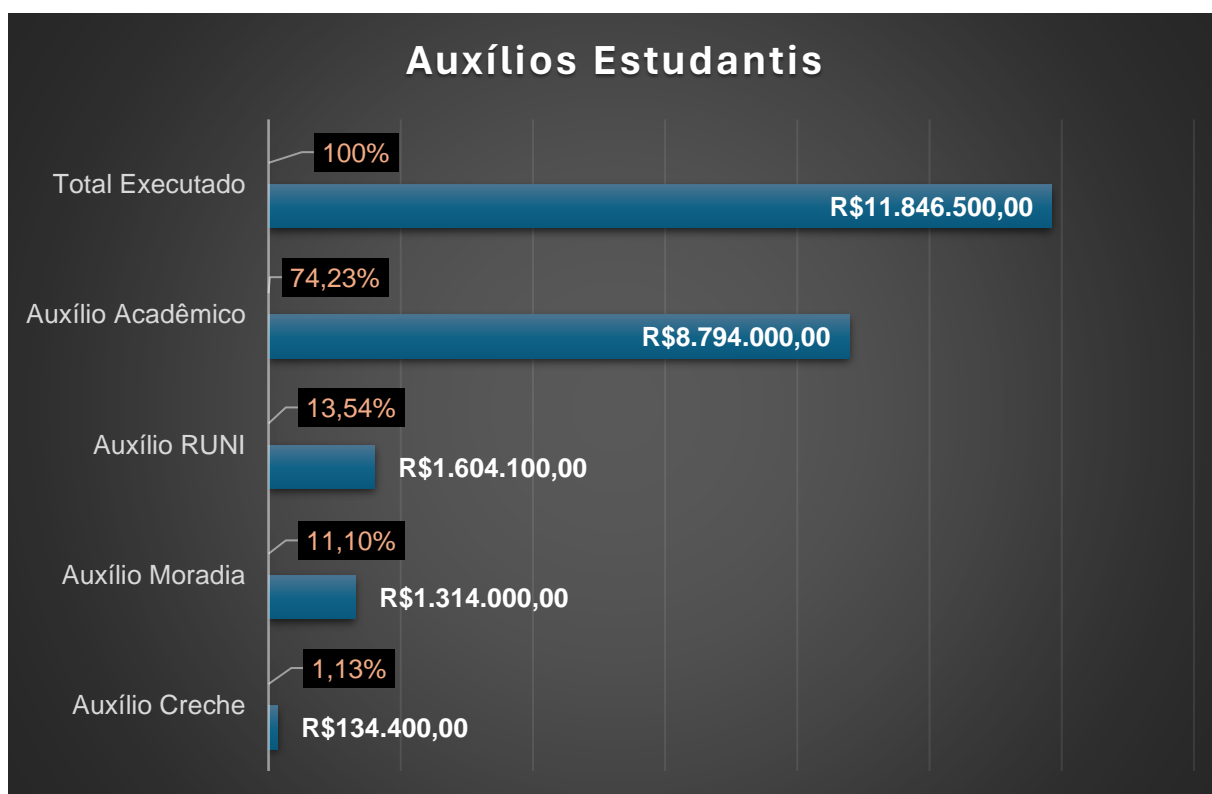 Auxílios Estudantis
100%
Total Executado
R$11.846.500,00
74,23%
Auxílio Acadêmico
R$8.794.000,00
13,54%
Auxílio RUNI
R$1.604.100,00
11,10%
Auxílio Moradia
R$1.314.000,00
1,13%
Auxílio Creche
R$134.400,00